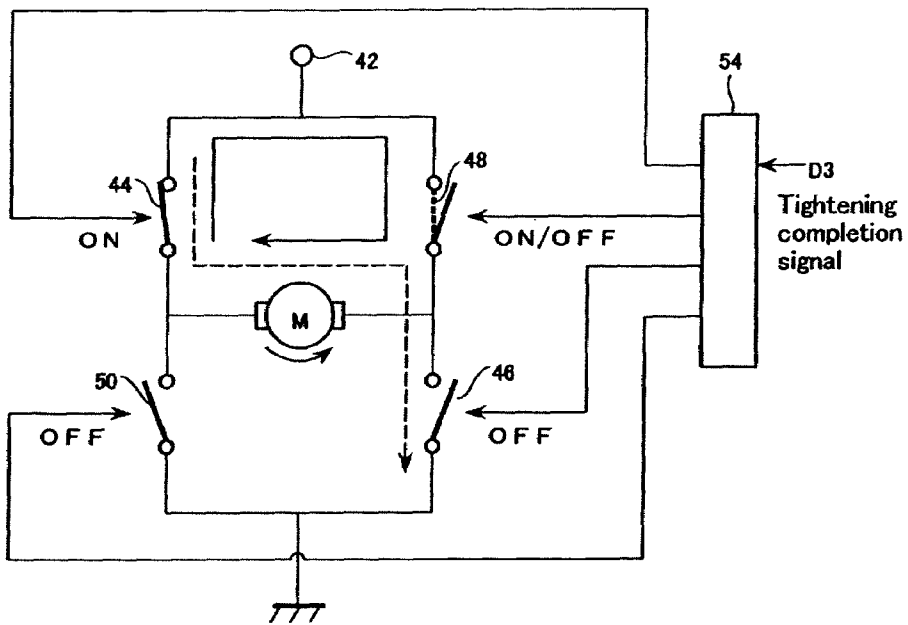 42
54
44
48
D3
ON
ON/OFF
Tightening
completion
signal
M
50
46
OFF
OFF